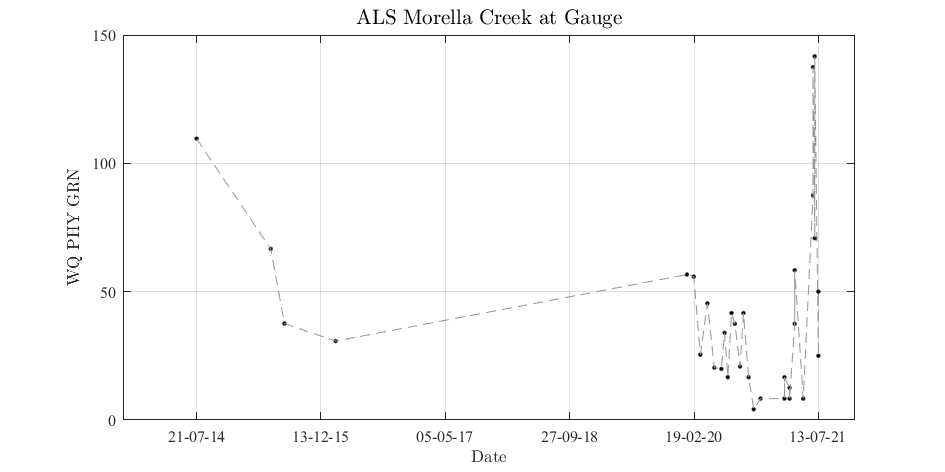 ALS Morella Creek at Gauge
150
100
50
0
WQ PHY GRN
21-07-14 13-12-15 05-05-17 27-09-18 19-02-20 13-07-21
Date